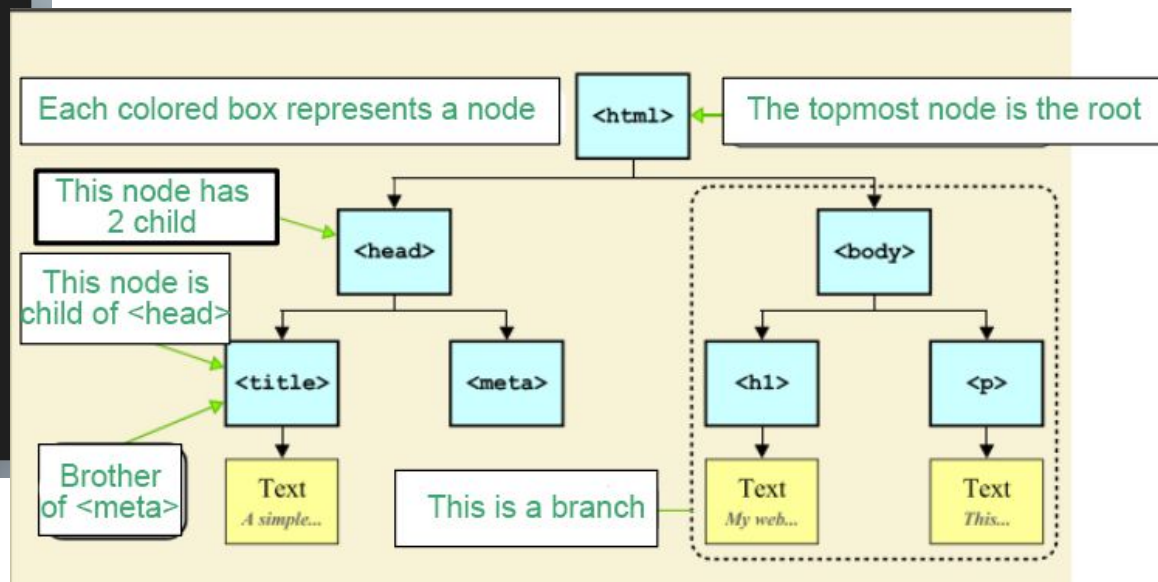 Each colored box represents a node
<html>
The topmost node is the root
This node has
2 child
<head>
<body>
This node is
child of <head>
<title>
<meta>
<h1>
<p>
Brother
of <meta>
Text
A simple...
This is a branch
Text
My web...
Text
This...